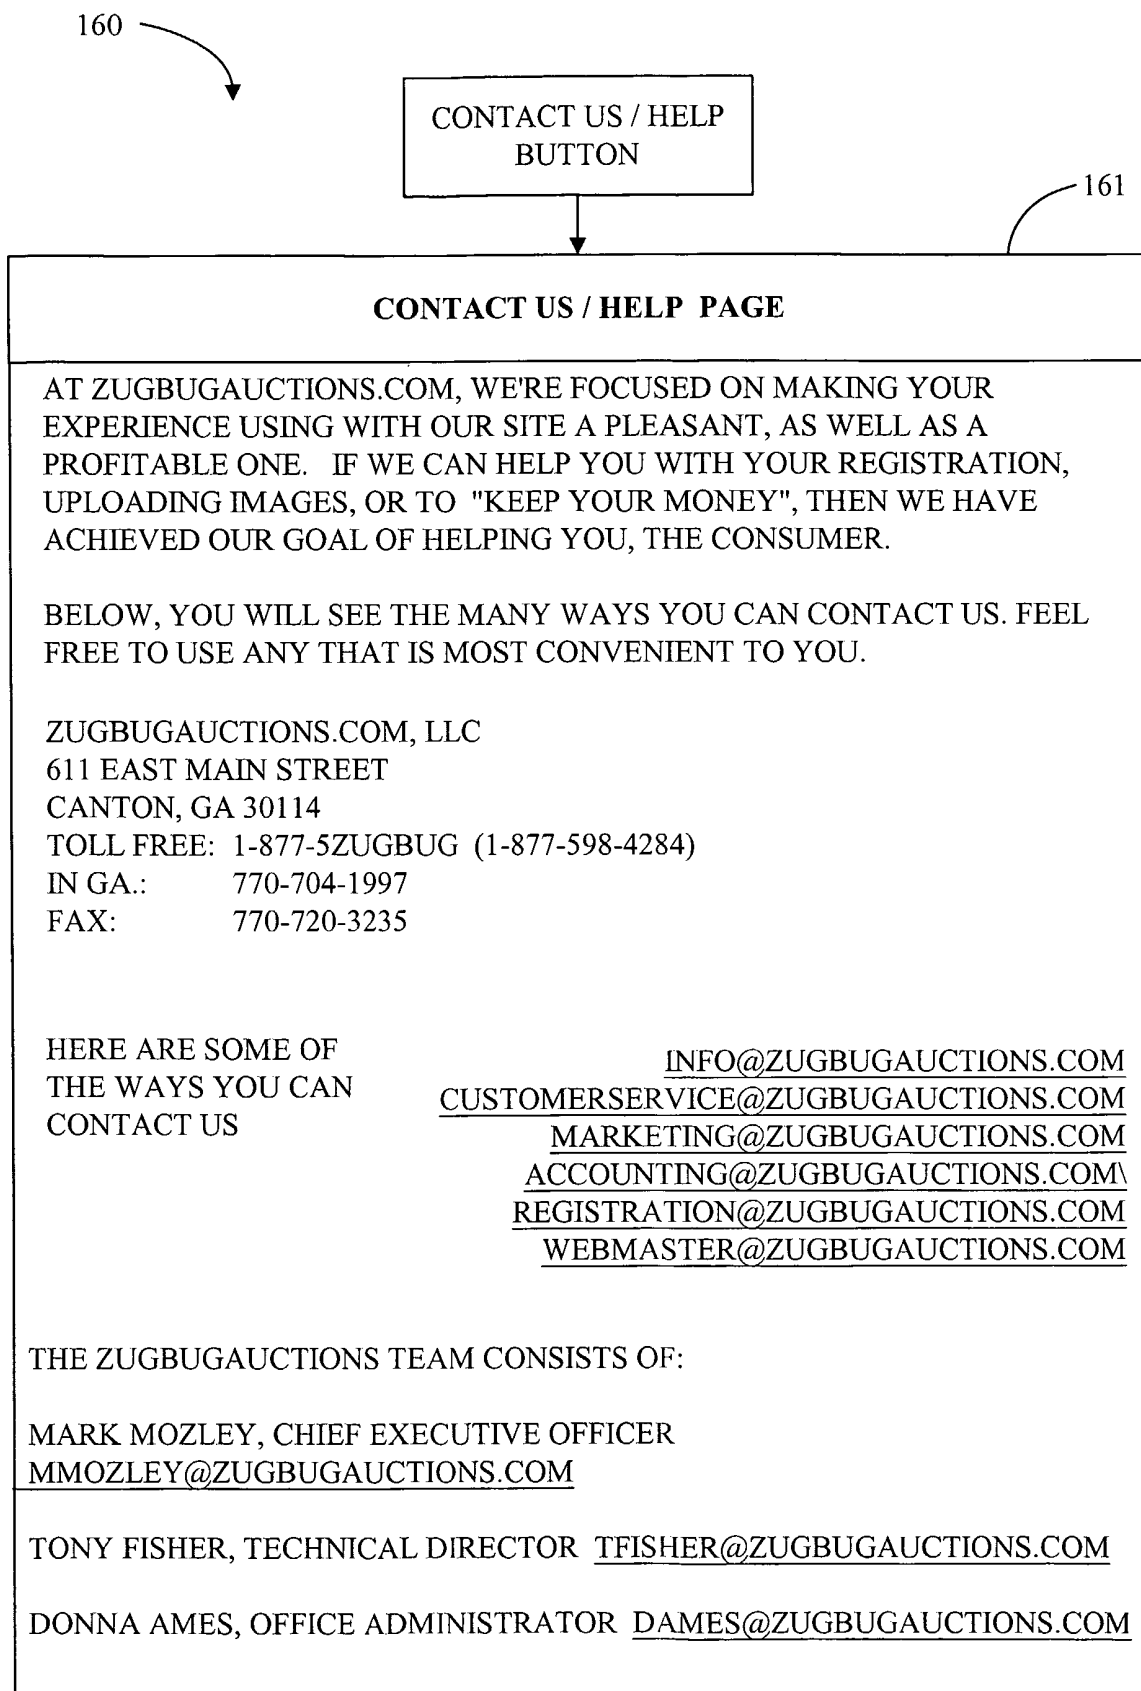 160
CONTACT US / HELP
BUTTON
161
CONTACT US / HELP PAGE
AT ZUGBUGAUCTIONS.COM, WE'RE FOCUSED ON MAKING YOUR
EXPERIENCE USING WITH OUR SITE A PLEASANT, AS WELL AS A
PROFITABLE ONE. IF WE CAN HELP YOU WITH YOUR REGISTRATION,
UPLOADING IMAGES, OR TO "KEEP YOUR MONEY", THEN WE HAVE
ACHIEVED OUR GOAL OF HELPING YOU, THE CONSUMER.
BELOW, YOU WILL SEE THE MANY WAYS YOU CAN CONTACT US. FEEL
FREE TO USE ANY THAT IS MOST CONVENIENT TO YOU.
ZUGBUGAUCTIONS.COM, LLC
611 EAST MAIN STREET
CANTON, GA 30114
TOLL FREE: 1-877-5ZUGBUG (1-877-598-4284)
IN GA.: 770-704-1997
FAX: 770-720-3235
HERE ARE SOME OF
THE WAYS YOU CAN
CONTACT US
INFO@ZUGBUGAUCTIONS.COM
CUSTOMERSERVICE@ZUGBUGAUCTIONS.COM
MARKETING@ZUGBUGAUCTIONS.COM
ACCOUNTING@ZUGBUGAUCTIONS.COM\
REGISTRATION@ZUGBUGAUCTIONS.COM
WEBMASTER@ZUGBUGAUCTIONS.COM
THE ZUGBUGAUCTIONS TEAM CONSISTS OF:
MARK MOZLEY, CHIEF EXECUTIVE OFFICER
MMOZLEY@ZUGBUGAUCTIONS.COM
TONY FISHER, TECHNICAL DIRECTOR TFISHER@ZUGBUGAUCTIONS.COM
DONNA AMES, OFFICE ADMINISTRATOR DAMES@ZUGBUGAUCTIONS.COM